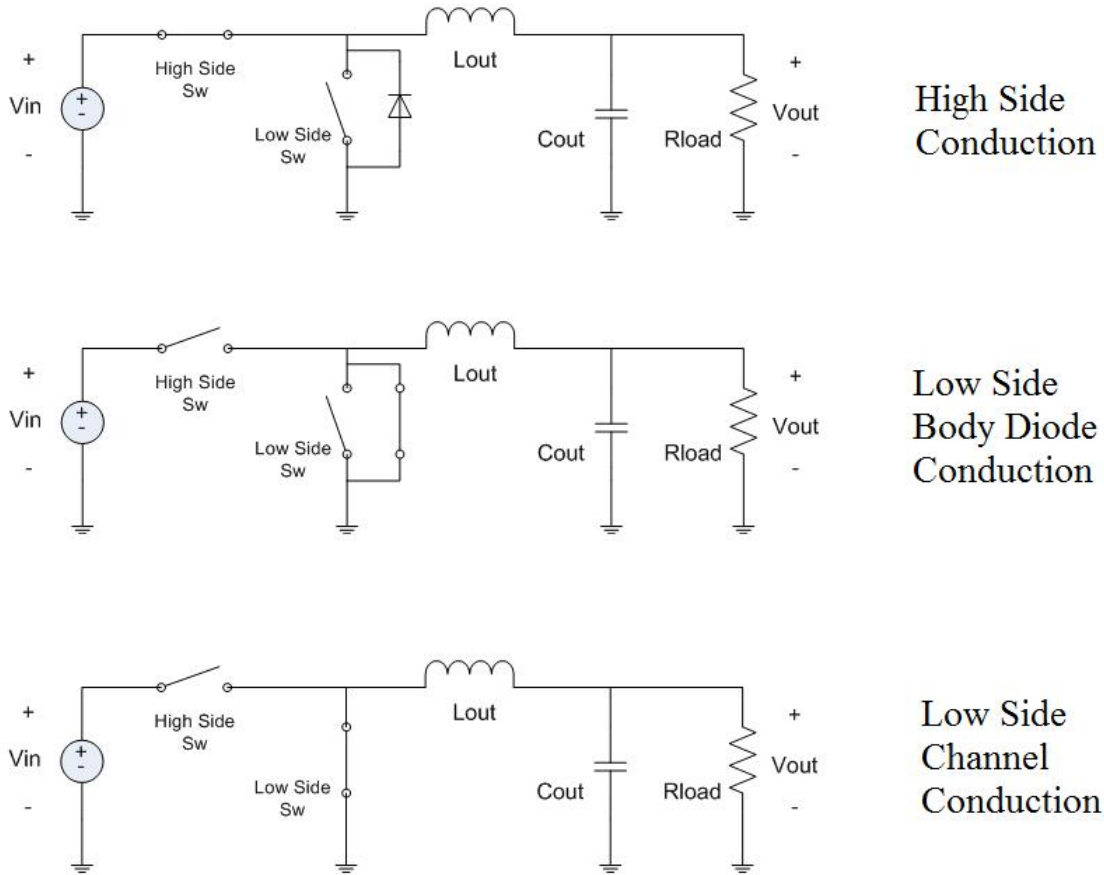 +
High Side
Sw
Vin
+
-
-
Low Side
Sw
Lout
Cout
Rload
+
Vout
-
High Side
Conduction
+
High Side
Sw
Vin
+
-
-
Low Side
Sw
Lout
Cout
Rload
+
Vout
-
Low Side
Body Diode
Conduction
+
High Side
Sw
Vin
+
-
-
Low Side
Sw
Lout
Cout
Rload
+
Vout
-
Low Side
Channel
Conduction